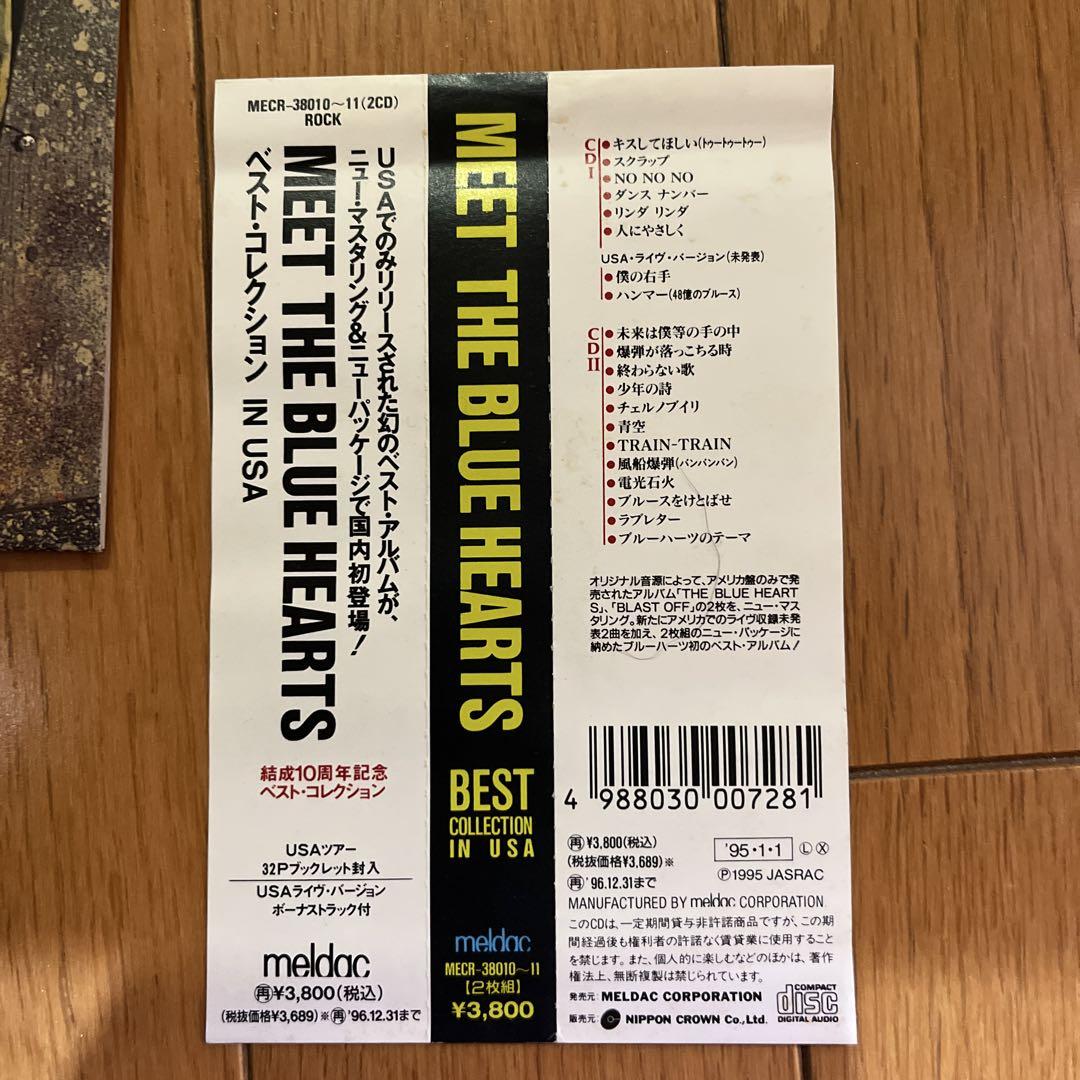 MECR-38010〜11(2CD)
ROCK
USAでのみリリースされた幻のベスト・アルバムが、
ニュー・マスタリング&ニューパッケージで国内初登場!
MEET THE BLUE HEARTS
ベスト・コレクション IN USA
結成10周年記念
ベスト・コレクション
USAツアー
32Pブックレット封入
USAライヴ・バージョン
ボーナストラック付
meldac
再¥3,800(税込)
(税抜価格¥3,689)※再'96.12.31まで
MEET THE BLUE HEARTS
BEST
COLLECTION
IN USA
meldac
MECR-38010〜11
【2枚組】
¥3,800
CDI
●キスしてほしい(トゥートゥートゥー)
●スクラップ
●NO NO NO
●ダンス ナンバー
●リンダ リンダ
●人にやさしく
USA・ライヴ・バージョン(未発表)
●僕の右手
●ハンマー(48億のブルース)
CDII
●未来は僕等の手の中
●爆弾が落っこちる時
●終わらない歌
●少年の詩
●チェルノブイリ
●青空
●TRAIN-TRAIN
●風船爆弾(バンバンバン)
●電光石火
●ブルースをけとばせ
●ラブレター
●ブルーハーツのテーマ
オリジナル音源によって、アメリカ盤のみで発
売されたアルバム「THE BLUE HEART
S」、「BLAST OFF」の2枚を、ニュー・マス
タリング。新たにアメリカでのライヴ収録未発
表2曲を加え、2枚組のニュー・パッケージに
納めたブルーハーツ初のベスト・アルバム!
4 988030 007281
再¥3,800(税込)
(税抜価格¥3,689)※
再'96.12.31まで
'95・1・1 Ⓛ Ⓧ
Ⓟ1995 JASRAC
MANUFACTURED BY meldac CORPORATION
このCDは、一定期間貸与非許諾商品ですが、この期
間経過後も権利者の許諾なく賃貸業に使用すること
を禁じます。また、個人的に楽しむなどのほかは、著作
権法上、無断複製は禁じられています。
発売元: MELDAC CORPORATION
販売元: NIPPON CROWN Co., Ltd.
COMPACT
disc
DIGITAL AUDIO